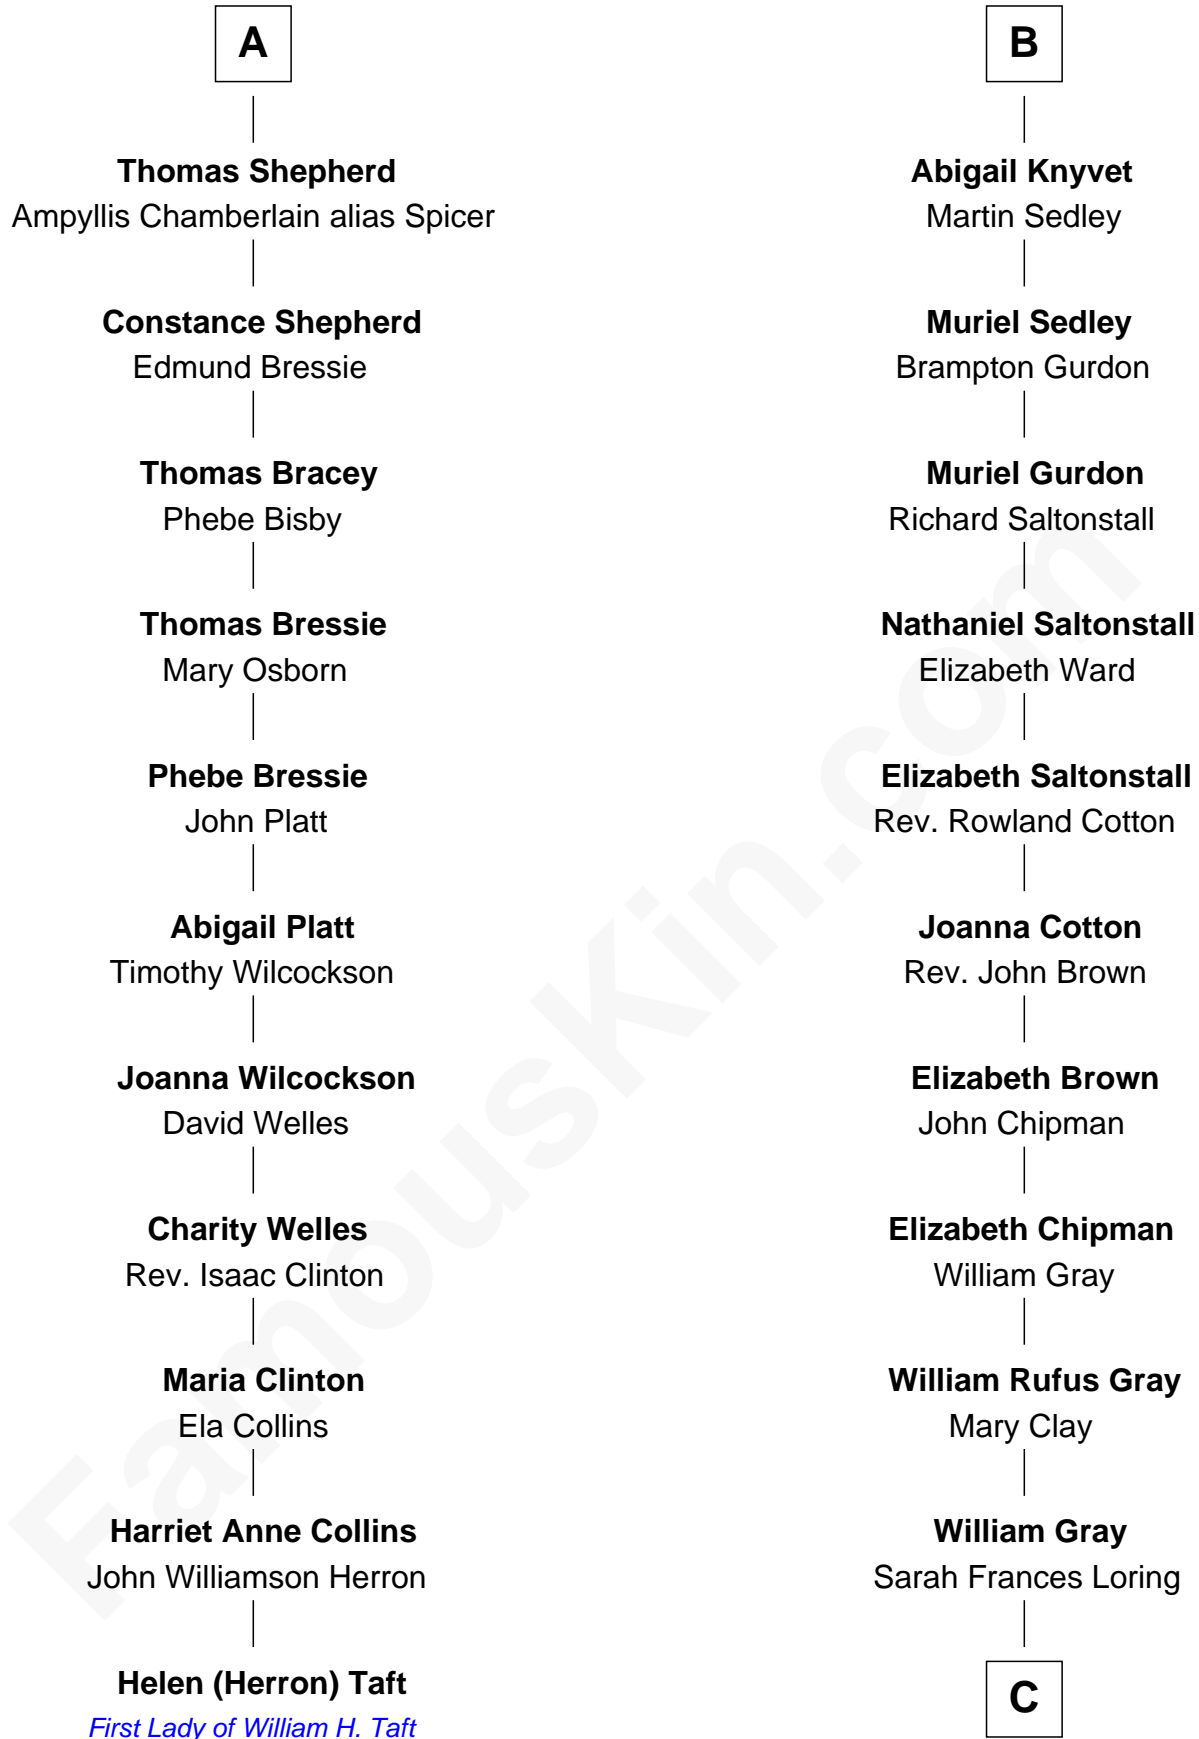 A
Thomas Shepherd
Ampyllis Chamberlain alias Spicer
Constance Shepherd
Edmund Bressie
Thomas Bracey
Phebe Bisby
Thomas Bressie
Mary Osborn
Phebe Bressie
John Platt
Abigail Platt
Timothy Wilcockson
Joanna Wilcockson
David Welles
Charity Welles
Rev. Isaac Clinton
Maria Clinton
Ela Collins
Harriet Anne Collins
John Williamson Herron
Helen (Herron) Taft
First Lady of William H. Taft
B
Abigail Knyvet
Martin Sedley
Muriel Sedley
Brampton Gurdon
Muriel Gurdon
Richard Saltonstall
Nathaniel Saltonstall
Elizabeth Ward
Elizabeth Saltonstall
Rev. Rowland Cotton
Joanna Cotton
Rev. John Brown
Elizabeth Brown
John Chipman
Elizabeth Chipman
William Gray
William Rufus Gray
Mary Clay
William Gray
Sarah Frances Loring
C
FamousKin.com